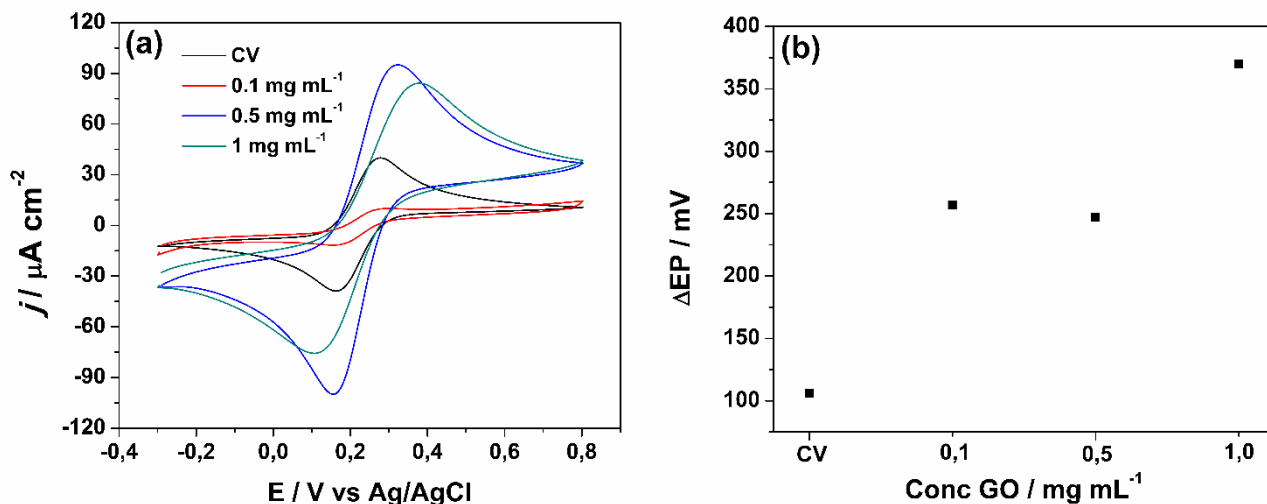 (a)
CV
0.1 mg mL⁻¹
0.5 mg mL⁻¹
1 mg mL⁻¹
120
90
60
30
0
-30
-60
-90
-120
j / μA cm⁻²
-0,4
-0,2
0,0
0,2
0,4
0,6
0,8
E / V vs Ag/AgCl
(b)
400
350
300
250
200
150
100
ΔEP / mV
CV
0,1
0,5
1,0
Conc GO / mg mL⁻¹